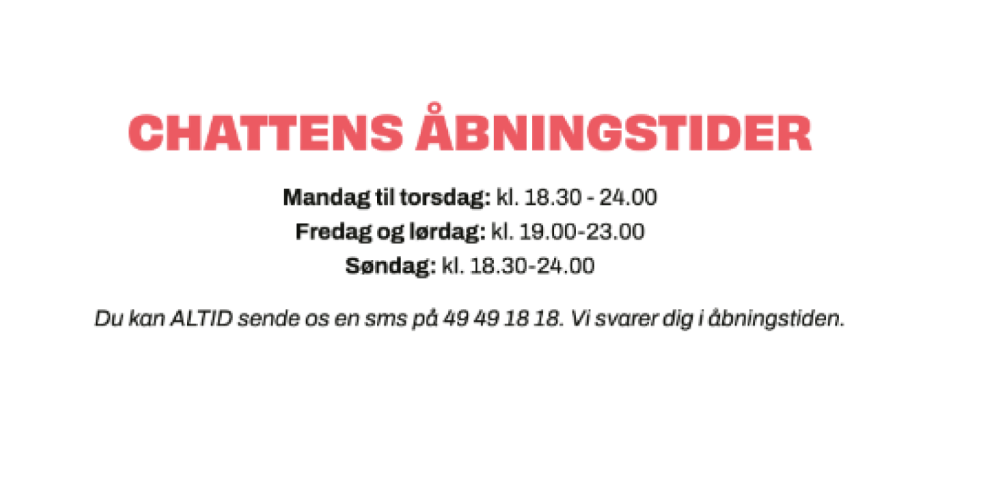 CHATTENS ÅBNINGSTIDER
Mandag til torsdag: kl. 18.30 - 24.00
Fredag og lørdag: kl. 19.00-23.00
Søndag: kl. 18.30-24.00
Du kan ALTID sende os en sms på 49 49 18 18. Vi svarer dig i åbningstiden.